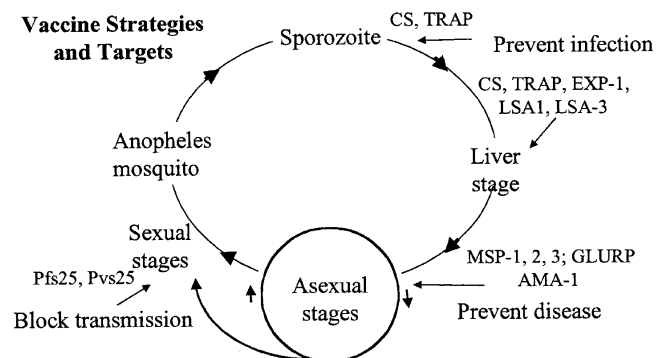 Vaccine Strategies
and Targets
Sporozoite
CS, TRAP
Prevent infection
CS, TRAP, EXP-1,
LSA1, LSA-3
Anopheles
mosquito
Liver
stage
Sexual
stages
MSP-1, 2, 3; GLURP
AMA-1
Pfs25, Pvs25
Asexual
stages
Prevent disease
Block transmission